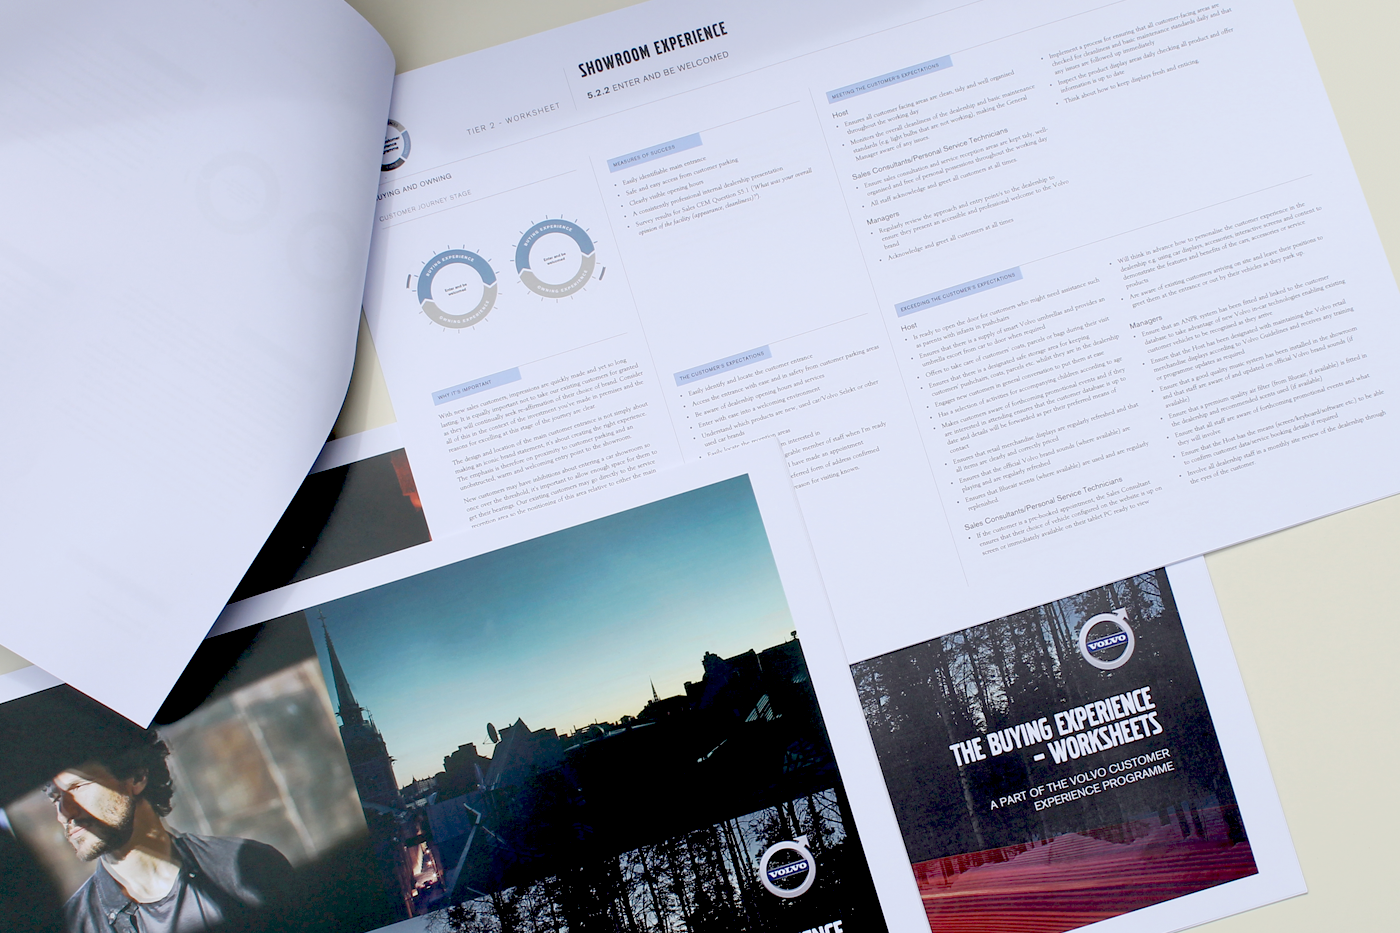 SHOWROOM EXPERIENCE
TIER 2 - WORKSHEET
5.2.2 ENTER AND BE WELCOMED
BUYING AND OWNING
CUSTOMER JOURNEY STAGE
BUYING EXPERIENCE
Enter and be
welcomed
OWNING EXPERIENCE
BUYING EXPERIENCE
Enter and be
welcomed
OWNING EXPERIENCE
WHY IT'S IMPORTANT
With new sales customers, impressions are quickly made and yet so long
lasting. It is equally important not to take our existing customers for granted
as they will continually seek re-affirmation of their choice of brand. Consider
all of this in the context of the investment you've made in premises and the
reason for excelling at this stage of the journey are clear
The design and location of the main customer entrance is not simply about
making an iconic brand statement, it's about creating the right experience.
The emphasis is therefore on proximity to customer parking and an
unobstructed, warm and welcoming entry point to the showroom.
New customers may have inhibitions about entering a car showroom so
once over the threshold, it's important to allow enough space for them to
get their bearings. Our existing customers may go directly to the service
reception area so the positioning of this area relative to either the main
MEASURES OF SUCCESS
• Easily identifiable main entrance
• Safe and easy access from customer parking
• Clearly visible opening hours
• A consistently professional internal dealership presentation
• Survey results for Sales CEM Question S5.1 (What was your overall
opinion of the facility (appearance, cleanliness)?)
THE CUSTOMER'S EXPECTATIONS
• Easily identify and locate the customer entrance
• Access the entrance with ease and in safety from customer parking areas
• Be aware of dealership opening hours and services
• Enter with ease into a welcoming environment
• Understand which products are new, used car/Volvo Selekt or other
used car brands
interested in
member of staff when I'm ready
I have made an appointment
form of address confirmed
reason for visiting known.
MEETING THE CUSTOMER'S EXPECTATIONS
Host
• Ensures all customer-facing areas are clean, tidy and well organised
throughout the working day
• Monitors the overall cleanliness of the dealership and basic maintenance
standards (e.g. light bulbs that are not working), making the General
Manager aware of any issues
Sales Consultants/Personal Service Technicians
• Ensure sales consultation and service reception areas are kept tidy, well-
organised and free of personal possessions throughout the working day
• All staff acknowledge and greet all customers at all times.
Managers
• Regularly review the approach and entry point/s to the dealership to
ensure they present an accessible and professional welcome to the Volvo
brand
• Acknowledge and greet all customers at all times
• Implement a process for ensuring that all customer-facing areas are
checked for cleanliness and basic maintenance standards daily and that
any issues are followed up immediately
• Inspect the product display areas daily checking all product and offer
information is up to date
• Think about how to keep displays fresh and enticing
EXCEEDING THE CUSTOMER'S EXPECTATIONS
Host
• Is ready to open the door for customers who might need assistance such
as parents with infants in pushchairs
• Ensures that there is a supply of smart Volvo umbrellas and provides an
umbrella escort from car to door when required
• Offers to take care of customers' coats, parcels or bags during their visit
• Ensures that there is a designated safe storage area for keeping
customers' pushchairs, coats, parcels etc. whilst they are in the dealership
• Engages new customers in general conversation to put them at ease
• Has a selection of activities for accompanying children according to age
• Makes customers aware of forthcoming promotional events and if they
are interested in attending ensures that the customer database is up to
date and details will be forwarded as per their preferred means of
contact
• Ensures that retail merchandise displays are regularly refreshed and that
all items are clearly and correctly priced
• Ensures that the official Volvo brand sounds (where available) are
playing and are regularly refreshed
• Ensures that Blueair scents (where available) are used and are regularly
replenished.
Sales Consultants/Personal Service Technicians
• If the customer is a pre-booked appointment, the Sales Consultant
ensures that their choice of vehicle configured on the website is up on
screen or immediately available on their tablet PC ready to view.
• Will think in advance how to personalise the customer experience in the
dealership e.g. using car displays, accessories, interactive screens and content to
demonstrate the features and benefits of the cars, accessories or service
products
• Are aware of existing customers arriving on site and leave their positions to
greet them at the entrance or out by their vehicles as they park up
Managers
• Ensure that an ANPR system has been fitted and linked to the customer
database to take advantage of new Volvo in-car technologies enabling existing
customer vehicles to be recognised as they arrive
• Ensure that the Host has been designated with maintaining the Volvo retail
merchandise displays according to Volvo Guidelines and receives any training
or programme update as required
• Ensure that a good quality music system has been installed in the showroom
and that staff are aware of and updated on official Volvo brand sounds (if
available)
• Ensure that a premium quality air filter (from Blueair, if available) is fitted in
the dealership and recommended scents used (if available)
• Ensure that all staff are aware of forthcoming promotional events and what
they will involve
• Ensure that the Host has the means (screen/keyboard/software etc.) to be able
to confirm customer data/service booking details if required
• Involve all dealership staff in a monthly site review of the dealership through
the eyes of the customer.
VOLVO
THE BUYING EXPERIENCE
– WORKSHEETS
A PART OF THE VOLVO CUSTOMER
EXPERIENCE PROGRAMME
VOLVO